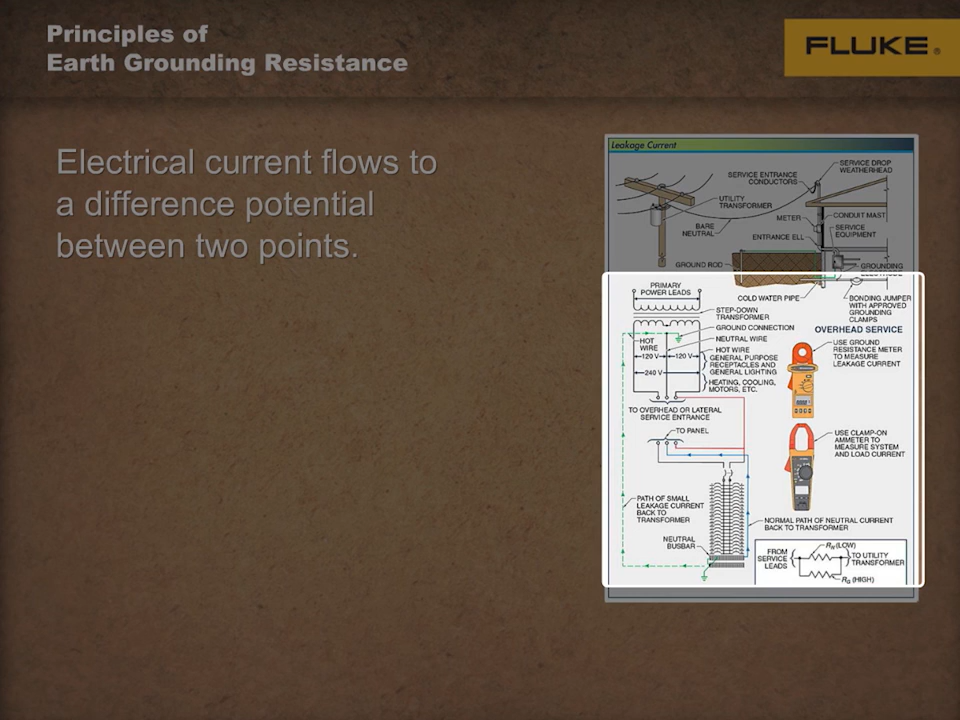 Principles of
Earth Grounding Resistance
FLUKE®
Electrical current flows to
a difference potential
between two points.
Leakage Current
SERVICE DROP
WEATHERHEAD
SERVICE ENTRANCE
CONDUCTORS
UTILITY
TRANSFORMER
METER
CONDUIT MAST
BARE
NEUTRAL
SERVICE
EQUIPMENT
ENTRANCE ELL
GROUND ROD
GROUNDING
ELECTRODE
COLD WATER PIPE
BONDING JUMPER
WITH APPROVED
GROUNDING
CLAMPS
OVERHEAD SERVICE
PRIMARY
POWER LEADS
STEP-DOWN
TRANSFORMER
GROUND CONNECTION
NEUTRAL WIRE
HOT
WIRE
HOT WIRE
120 V
120 V
GENERAL PURPOSE
RECEPTACLES AND
GENERAL LIGHTING
240 V
HEATING, COOLING,
MOTORS, ETC.
USE GROUND
RESISTANCE METER
TO MEASURE
LEAKAGE CURRENT
TO OVERHEAD OR LATERAL
SERVICE ENTRANCE
TO PANEL
USE CLAMP-ON
AMMETER TO
MEASURE SYSTEM
AND LOAD CURRENT
PATH OF SMALL
LEAKAGE CURRENT
BACK TO
TRANSFORMER
NORMAL PATH OF NEUTRAL CURRENT
BACK TO TRANSFORMER
NEUTRAL
BUSBAR
FROM
SERVICE
LEADS
RN (LOW)
TO UTILITY
TRANSFORMER
RG (HIGH)